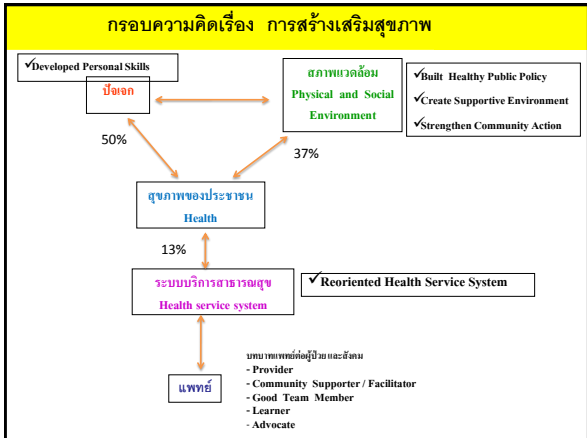 กรอบความคิดเรื่อง การสร้างเสริมสุขภาพ
✓Developed Personal Skills
ปัจเจก
สภาพแวดล้อม
Physical and Social
Environment
✓Built Healthy Public Policy
✓Create Supportive Environment
✓Strengthen Community Action
50%
37%
สุขภาพของประชาชน
Health
13%
ระบบบริการสาธารณสุข
Health service system
✓Reoriented Health Service System
แพทย์
บทบาทแพทย์ต่อผู้ป่วย และสังคม
- Provider
- Community Supporter / Facilitator
- Good Team Member
- Learner
- Advocate